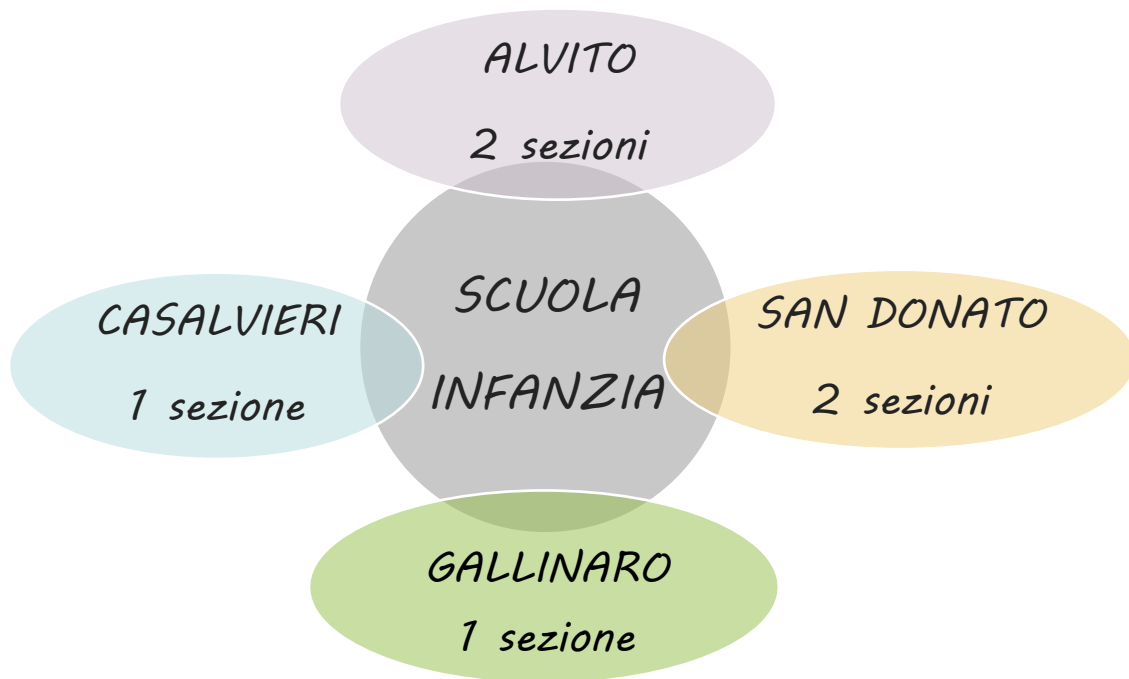 ALVITO
2 sezioni
CASALVIERI
1 sezione
SCUOLA
INFANZIA
SAN DONATO
2 sezioni
GALLINARO
1 sezione